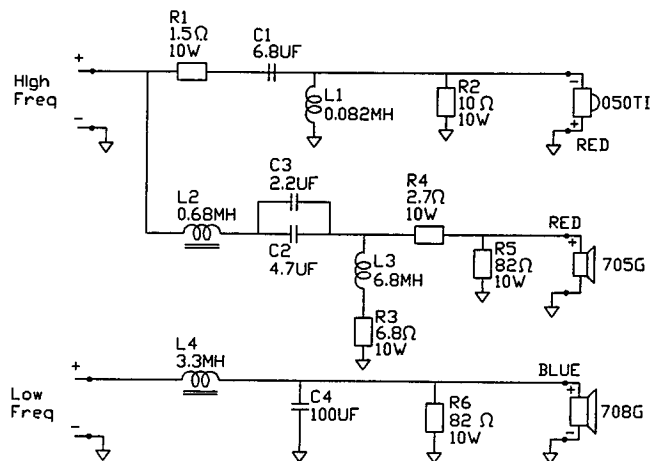 R1
1.5Ω
10W
C1
6.8UF
+
HIgh
Freq
-
L1
0.082MH
R2
10Ω
10W
-
050TI
+
RED
L2
0.68MH
C3
2.2UF
C2
4.7UF
R4
2.7Ω
10W
L3
6.8MH
R3
6.8Ω
10W
R5
82Ω
10W
RED
+
705G
-
L4
3.3MH
+
Low
Freq
-
C4
100UF
R6
82 Ω
10W
BLUE
+
708G
-